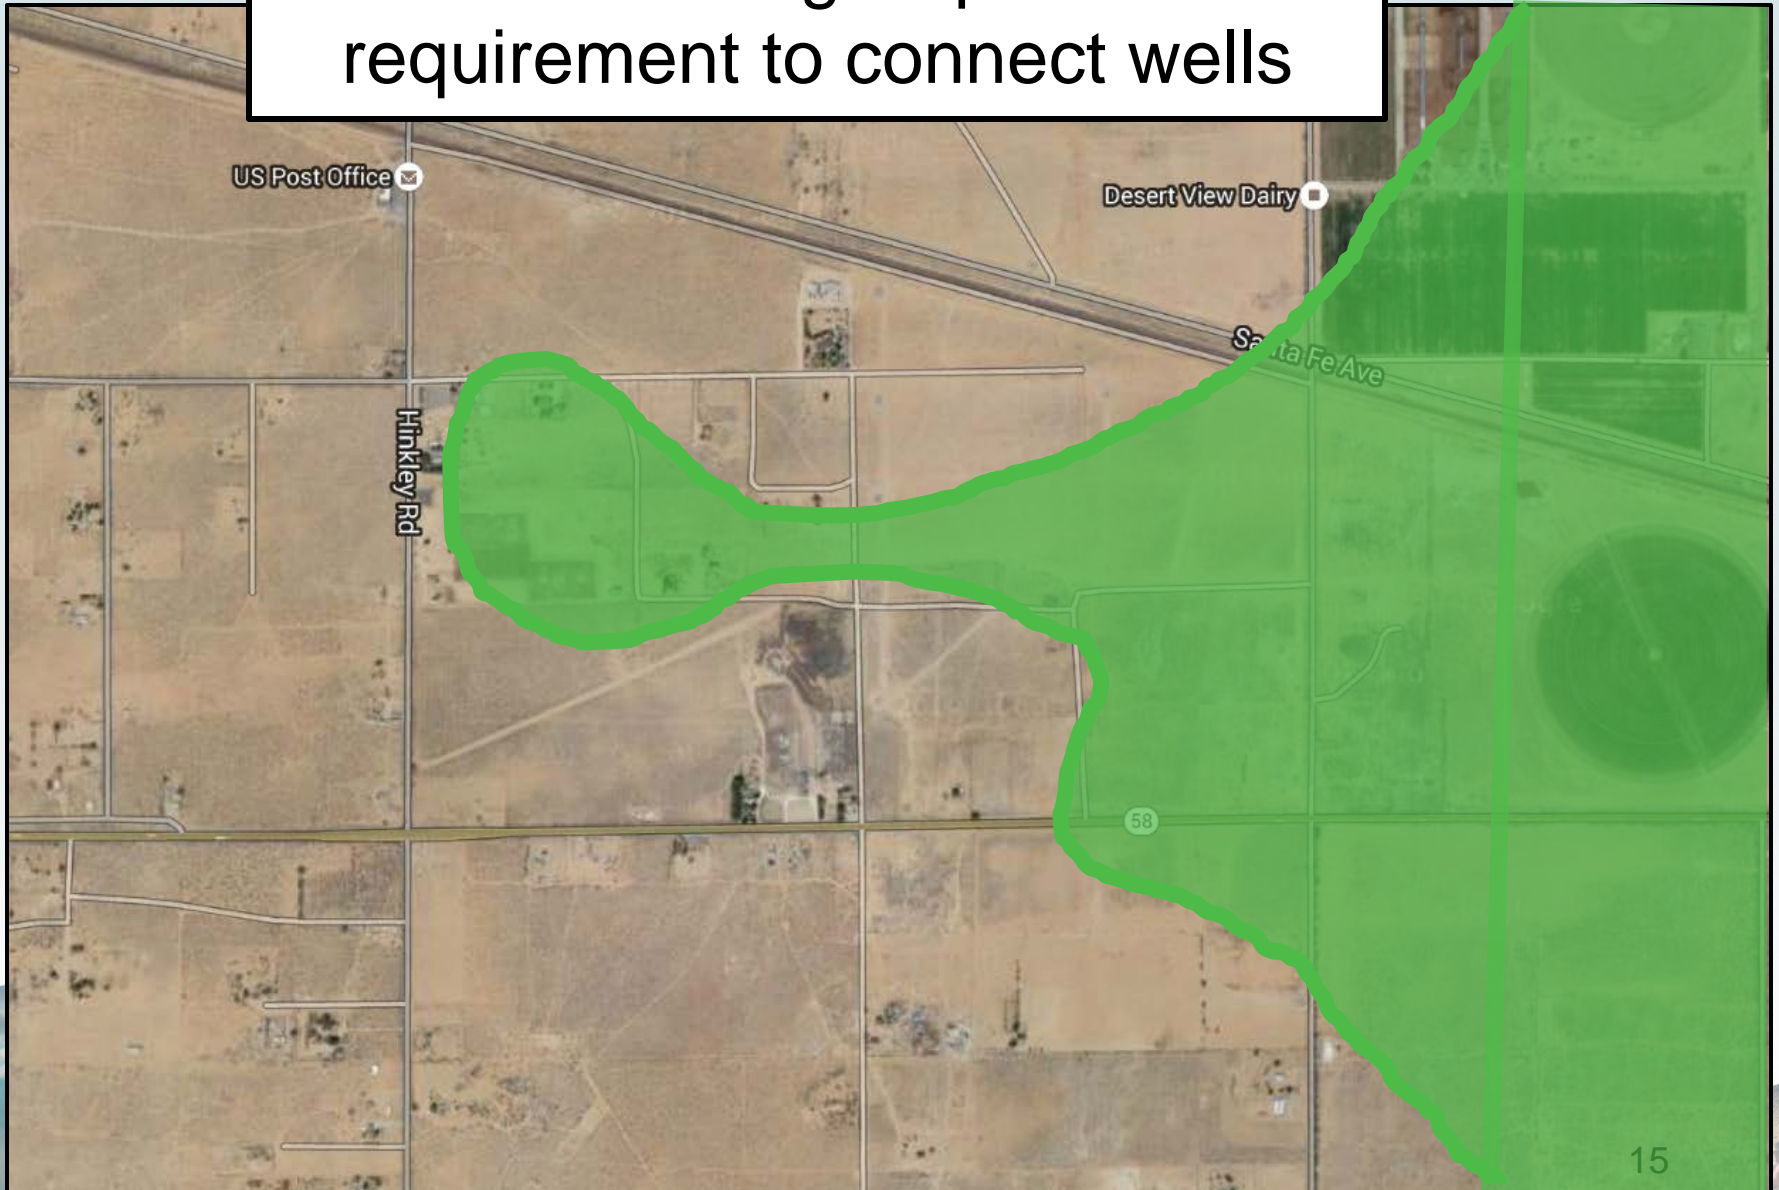 requirement to connect wells
US Post Office
Desert View Dairy
Santa Fe Ave
Hinkley Rd
58
15